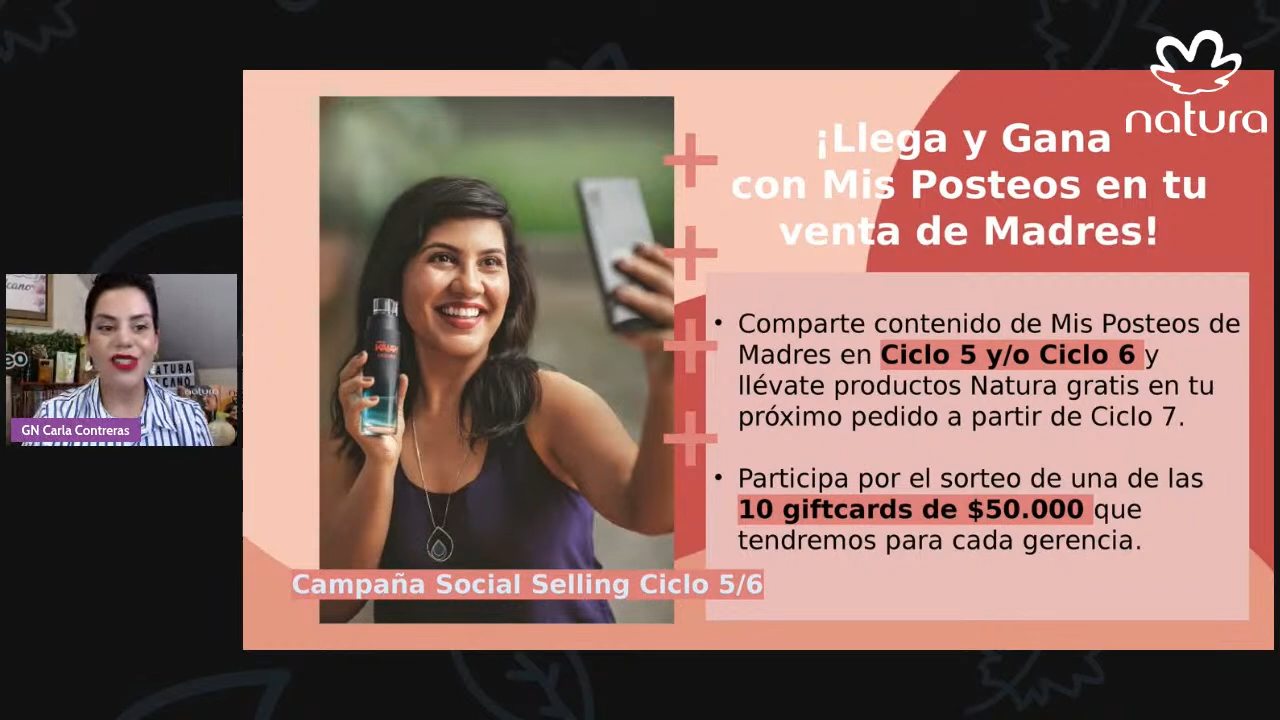 natura
¡Llega y Gana
con Mis Posteos en tu
venta de Madres!
• Comparte contenido de Mis Posteos de
Madres en Ciclo 5 y/o Ciclo 6 y
llévate productos Natura gratis en tu
próximo pedido a partir de Ciclo 7.
• Participa por el sorteo de una de las
10 giftcards de $50.000 que
tendremos para cada gerencia.
Campaña Social Selling Ciclo 5/6
GN Carla Contreras
natura